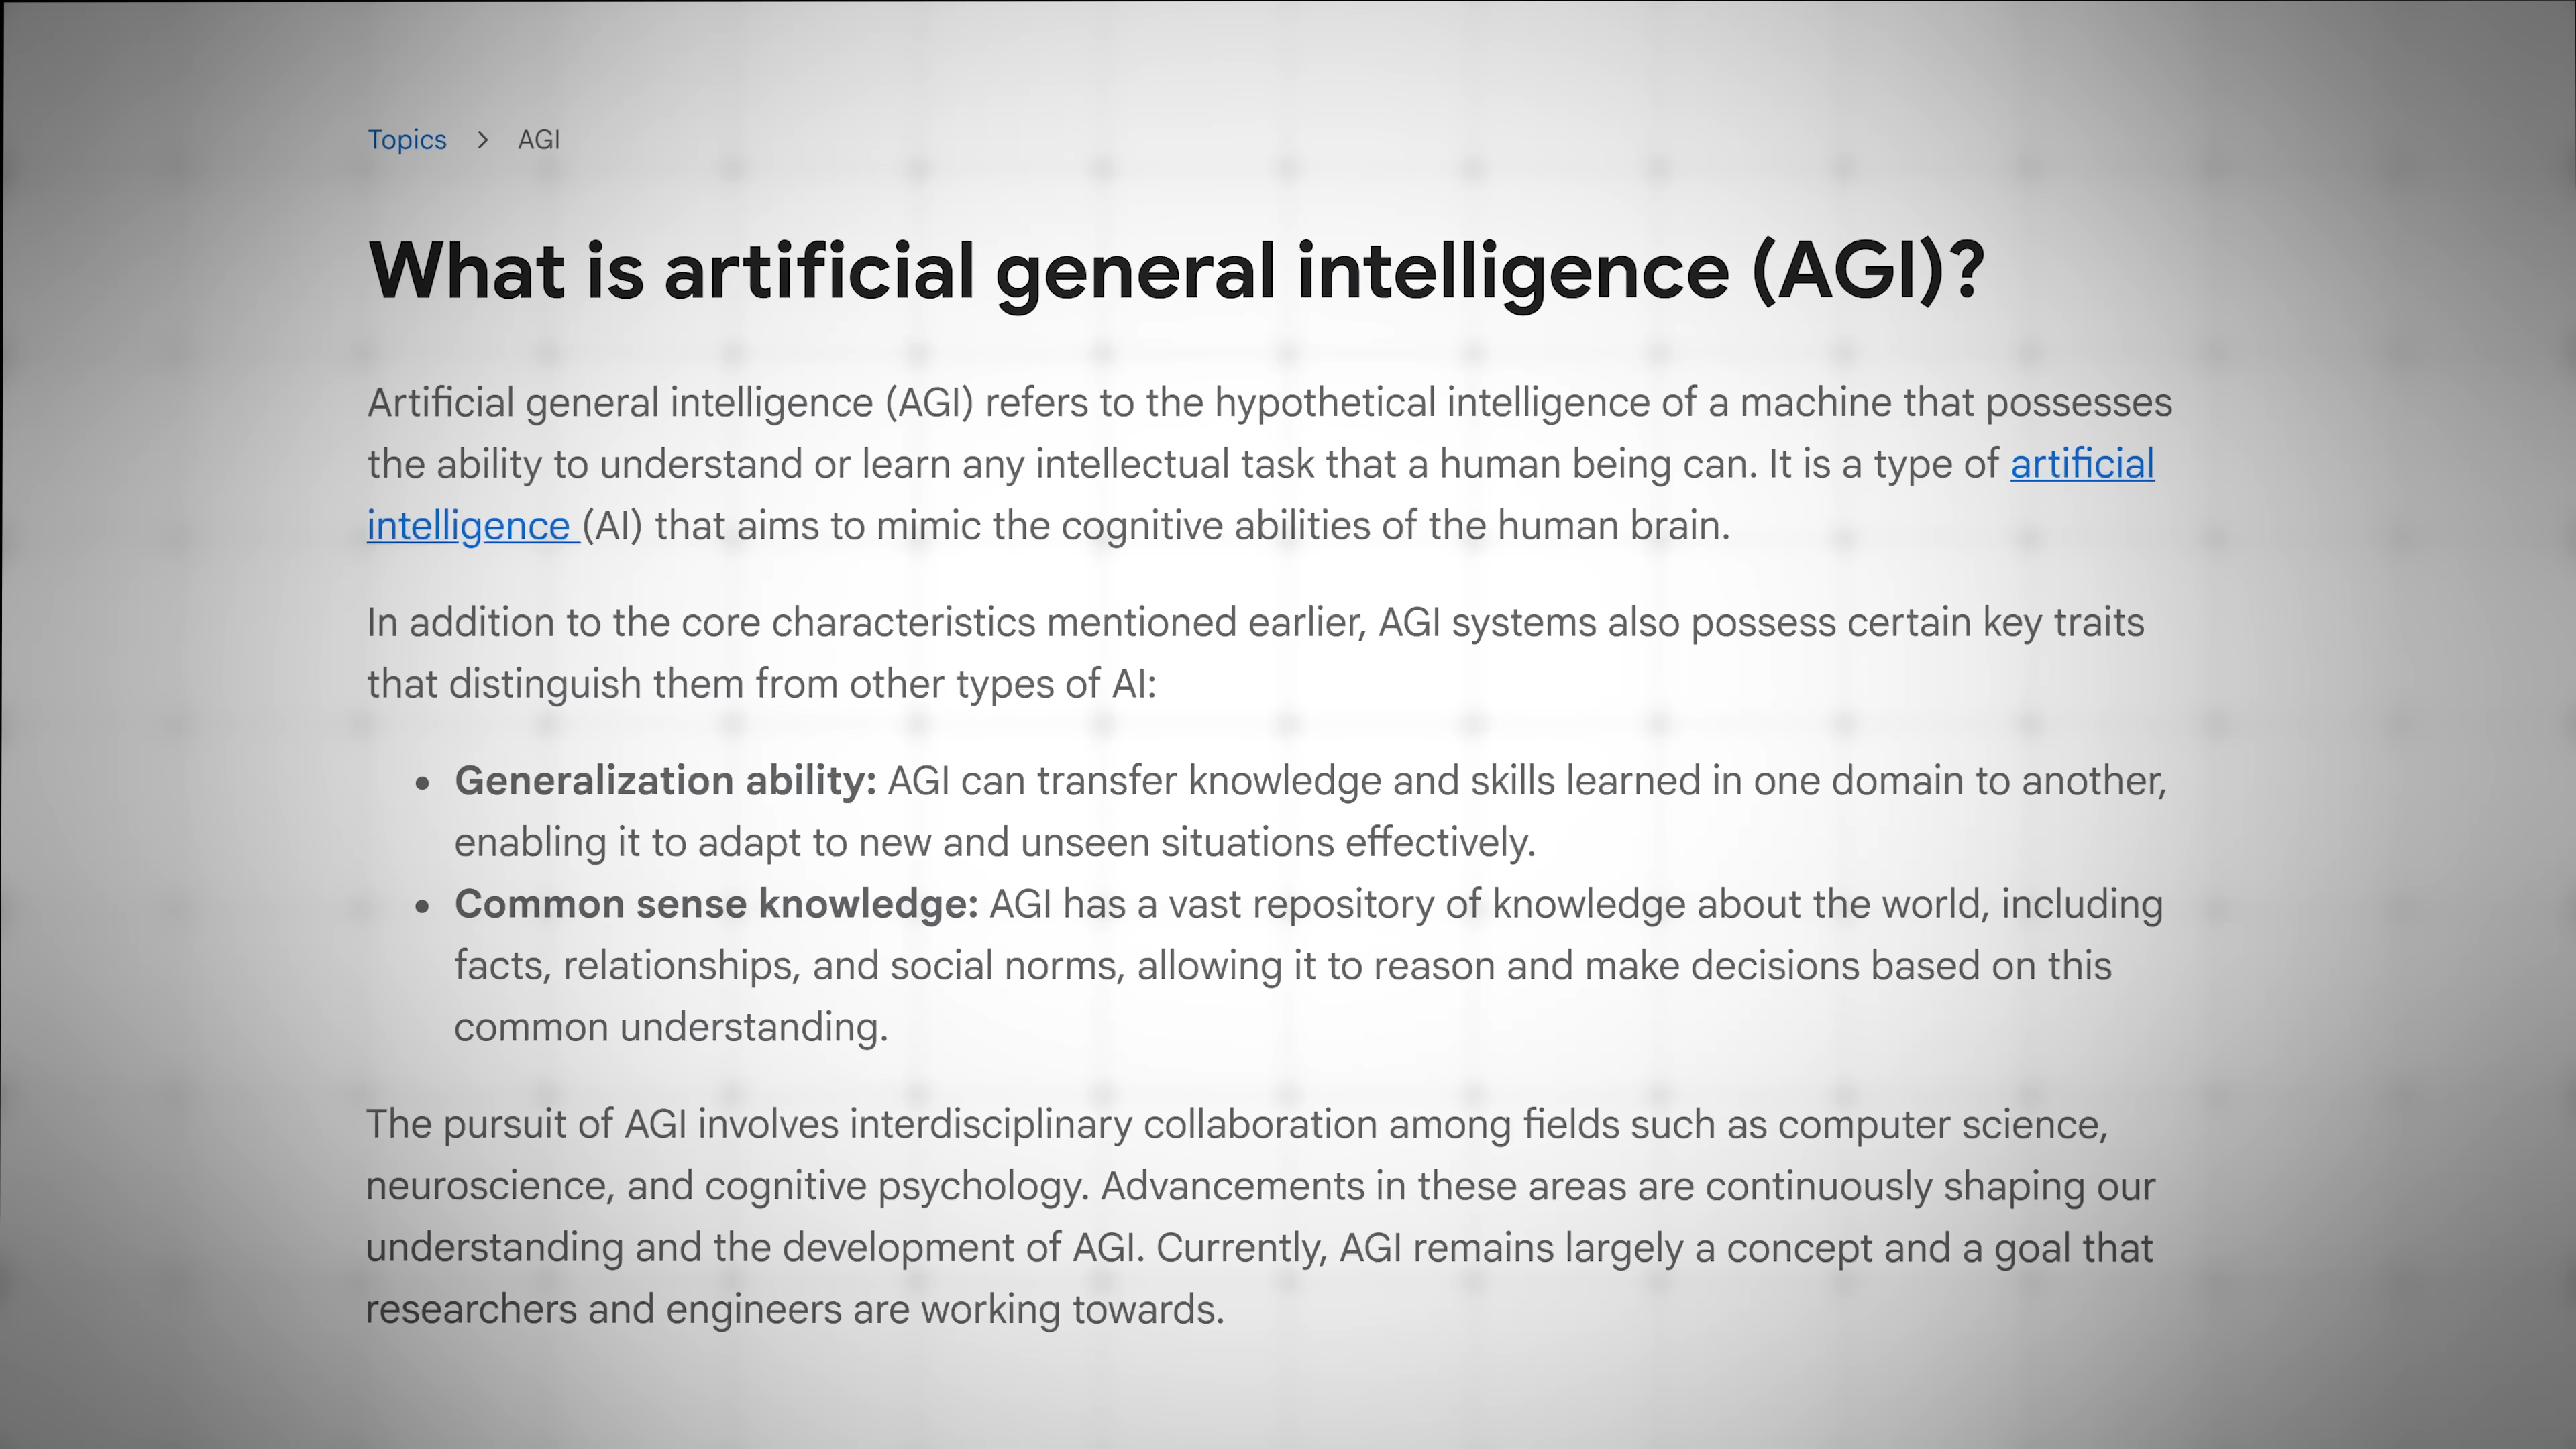 Topics > AGI
What is artificial general intelligence (AGI)?
Artificial general intelligence (AGI) refers to the hypothetical intelligence of a machine that possesses
the ability to understand or learn any intellectual task that a human being can. It is a type of artificial
intelligence (AI) that aims to mimic the cognitive abilities of the human brain.
In addition to the core characteristics mentioned earlier, AGI systems also possess certain key traits
that distinguish them from other types of AI:
• Generalization ability: AGI can transfer knowledge and skills learned in one domain to another,
enabling it to adapt to new and unseen situations effectively.
• Common sense knowledge: AGI has a vast repository of knowledge about the world, including
facts, relationships, and social norms, allowing it to reason and make decisions based on this
common understanding.
The pursuit of AGI involves interdisciplinary collaboration among fields such as computer science,
neuroscience, and cognitive psychology. Advancements in these areas are continuously shaping our
understanding and the development of AGI. Currently, AGI remains largely a concept and a goal that
researchers and engineers are working towards.